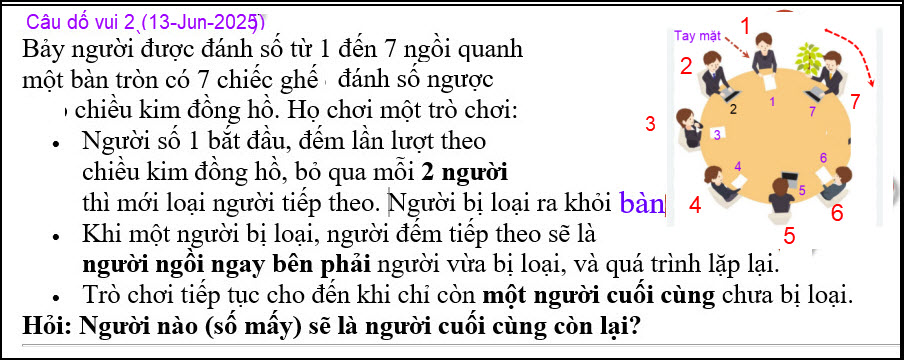 Câu dố vui 2 (13-Jun-2025)
Bảy người được đánh số từ 1 đến 7 ngồi quanh
một bàn tròn có 7 chiếc ghế đánh số ngược
chiều kim đồng hồ. Họ chơi một trò chơi:
• Người số 1 bắt đầu, đếm lần lượt theo
chiều kim đồng hồ, bỏ qua mỗi 2 người
thì mới loại người tiếp theo. Người bị loại ra khỏi bàn
• Khi một người bị loại, người đếm tiếp theo sẽ là
người ngồi ngay bên phải người vừa bị loại, và quá trình lặp lại.
• Trò chơi tiếp tục cho đến khi chỉ còn một người cuối cùng chưa bị loại.
Hỏi: Người nào (số mấy) sẽ là người cuối cùng còn lại?
Tay mặt
1
2
3
4
5
6
7
1
2
3
4
5
6
7